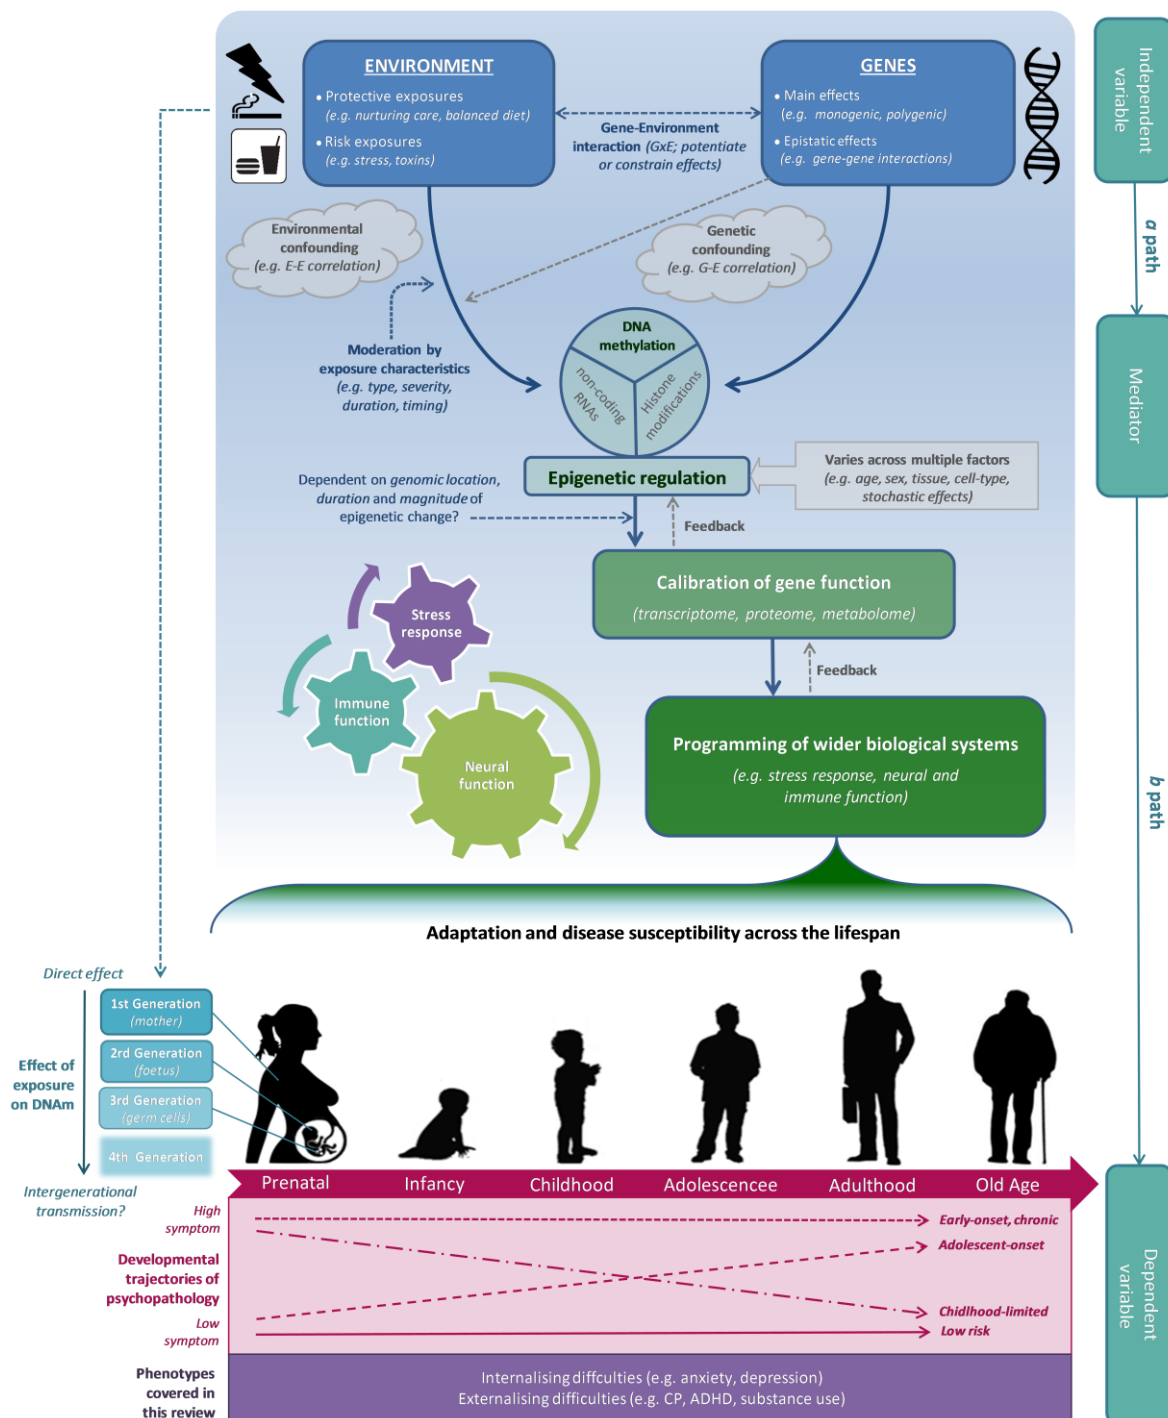 ENVIRONMENT
• Protective exposures
(e.g. nurturing care, balanced diet)
• Risk exposures
(e.g. stress, toxins)
Gene-Environment
interaction (GxE; potentiate
or constrain effects)
GENES
• Main effects
(e.g. monogenic, polygenic)
• Epistatic effects
(e.g. gene-gene interactions)
Independent
variable
a path
Environmental
confounding
(e.g. E-E correlation)
Genetic
confounding
(e.g. G-E correlation)
Moderation by
exposure characteristics
(e.g. type, severity,
duration, timing)
DNA
methylation
non-coding
RNAs
Histone
modifications
Mediator
Epigenetic regulation
Varies across multiple factors
(e.g. age, sex, tissue, cell-type,
stochastic effects)
Dependent on genomic location,
duration and magnitude of
epigenetic change?
Feedback
Calibration of gene function
(transcriptome, proteome, metabolome)
Stress
response
Immune
function
Neural
function
Feedback
Programming of wider biological systems
(e.g. stress response, neural and
immune function)
b path
Adaptation and disease susceptibility across the lifespan
Direct effect
1st Generation
(mother)
2rd Generation
(foetus)
3rd Generation
(germ cells)
4th Generation
Effect of
exposure
on DNAm
Intergenerational
transmission?
Prenatal
Infancy
Childhood
Adolescencee
Adulthood
Old Age
High
symptom
Developmental
trajectories of
psychopathology
Low
symptom
Early-onset, chronic
Adolescent-onset
Chidlhood-limited
Low risk
Dependent
variable
Phenotypes
covered in
this review
Internalising diffculties (e.g. anxiety, depression)
Externalising difficulties (e.g. CP, ADHD, substance use)